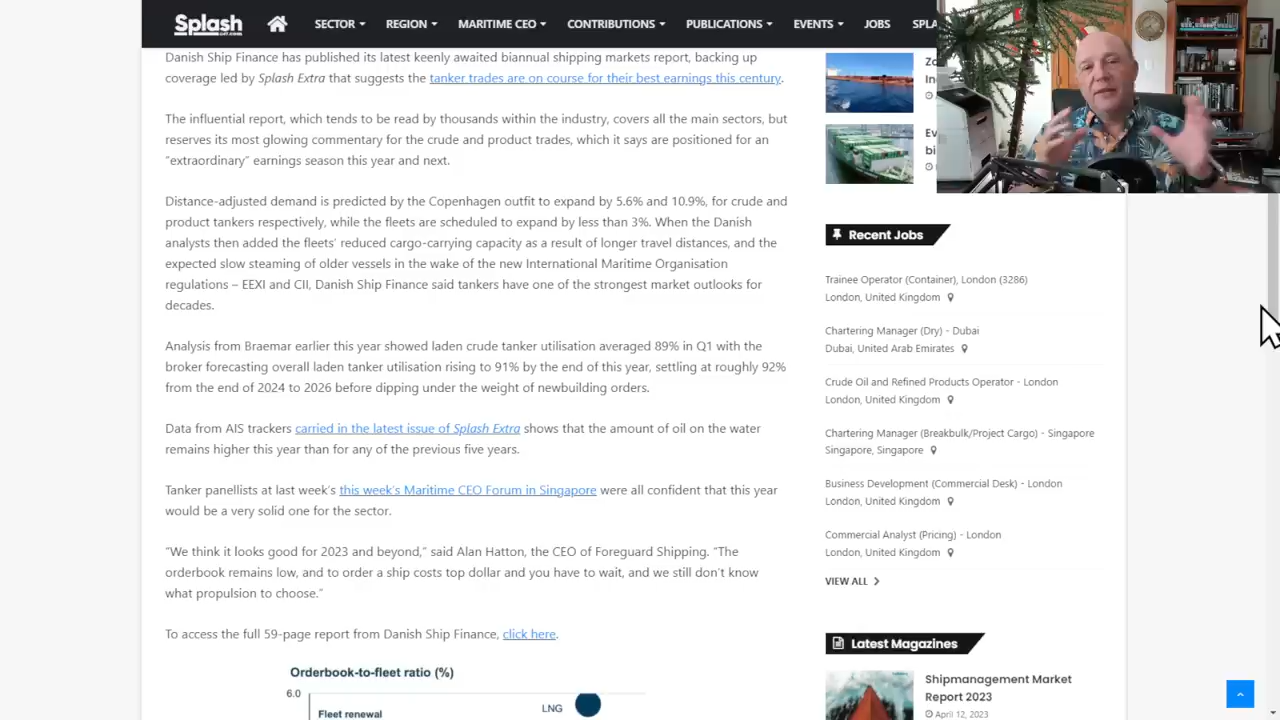 Splash
SECTOR
REGION
MARITIME CEO
CONTRIBUTIONS
PUBLICATIONS
EVENTS
JOBS
Danish Ship Finance has published its latest keenly awaited biannual shipping markets report, backing up
coverage led by Splash Extra that suggests the tanker trades are on course for their best earnings this century.
The influential report, which tends to be read by thousands within the industry, covers all the main sectors, but
reserves its most glowing commentary for the crude and product trades, which it says are positioned for an
“extraordinary” earnings season this year and next.
Distance-adjusted demand is predicted by the Copenhagen outfit to expand by 5.6% and 10.9%, for crude and
product tankers respectively, while the fleets are scheduled to expand by less than 3%. When the Danish
analysts then added the fleets’ reduced cargo-carrying capacity as a result of longer travel distances, and the
expected slow steaming of older vessels in the wake of the new International Maritime Organisation
regulations – EEXI and CII, Danish Ship Finance said tankers have one of the strongest market outlooks for
decades.
Analysis from Braemar earlier this year showed laden crude tanker utilisation averaged 89% in Q1 with the
broker forecasting overall laden tanker utilisation rising to 91% by the end of this year, settling at roughly 92%
from the end of 2024 to 2026 before dipping under the weight of newbuilding orders.
Data from AIS trackers carried in the latest issue of Splash Extra shows that the amount of oil on the water
remains higher this year than for any of the previous five years.
Tanker panellists at last week’s this week’s Maritime CEO Forum in Singapore were all confident that this year
would be a very solid one for the sector.
“We think it looks good for 2023 and beyond,” said Alan Hatton, the CEO of Foreguard Shipping. “The
orderbook remains low, and to order a ship costs top dollar and you have to wait, and we still don’t know
what propulsion to choose.”
To access the full 59-page report from Danish Ship Finance, click here.
Orderbook-to-fleet ratio (%)
6.0
LNG
Fleet renewal
Recent Jobs
Trainee Operator (Container), London (3286)
London, United Kingdom
Chartering Manager (Dry) - Dubai
Dubai, United Arab Emirates
Crude Oil and Refined Products Operator - London
London, United Kingdom
Chartering Manager (Breakbulk/Project Cargo) - Singapore
Singapore, Singapore
Business Development (Commercial Desk) - London
London, United Kingdom
Commercial Analyst (Pricing) - London
London, United Kingdom
VIEW ALL
Latest Magazines
Shipmanagement Market
Report 2023
April 12, 2023